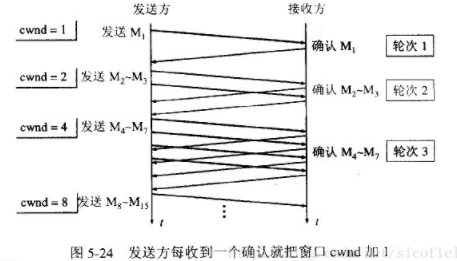 发送方 接收方
cwnd = 1 发送 M1 确认 M1 轮次 1
cwnd = 2 发送 M2~M3 确认 M2~M3 轮次 2
cwnd = 4 发送 M4~M7 确认 M4~M7 轮次 3
cwnd = 8 发送 M8~M15
t t
图 5-24 发送方每收到一个确认就把窗口 cwnd 加 1